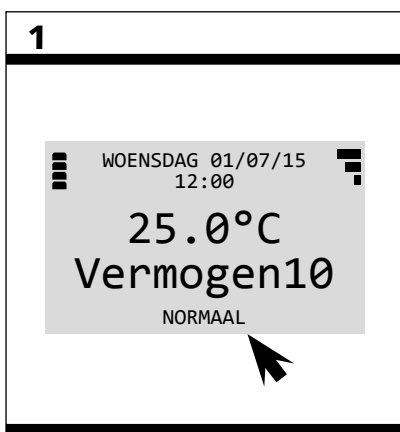 1
WOENSDAG 01/07/15
12:00
25.0°C
Vermogen10
NORMAAL